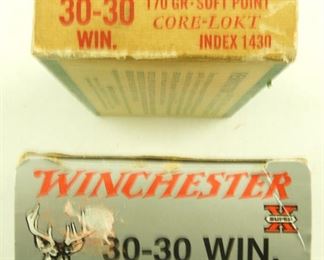 30-30
WIN.
170 GR · SOFT POINT
CORE-LOKT
INDEX 1430
WINCHESTER
SUPER
X
30-30 WIN.